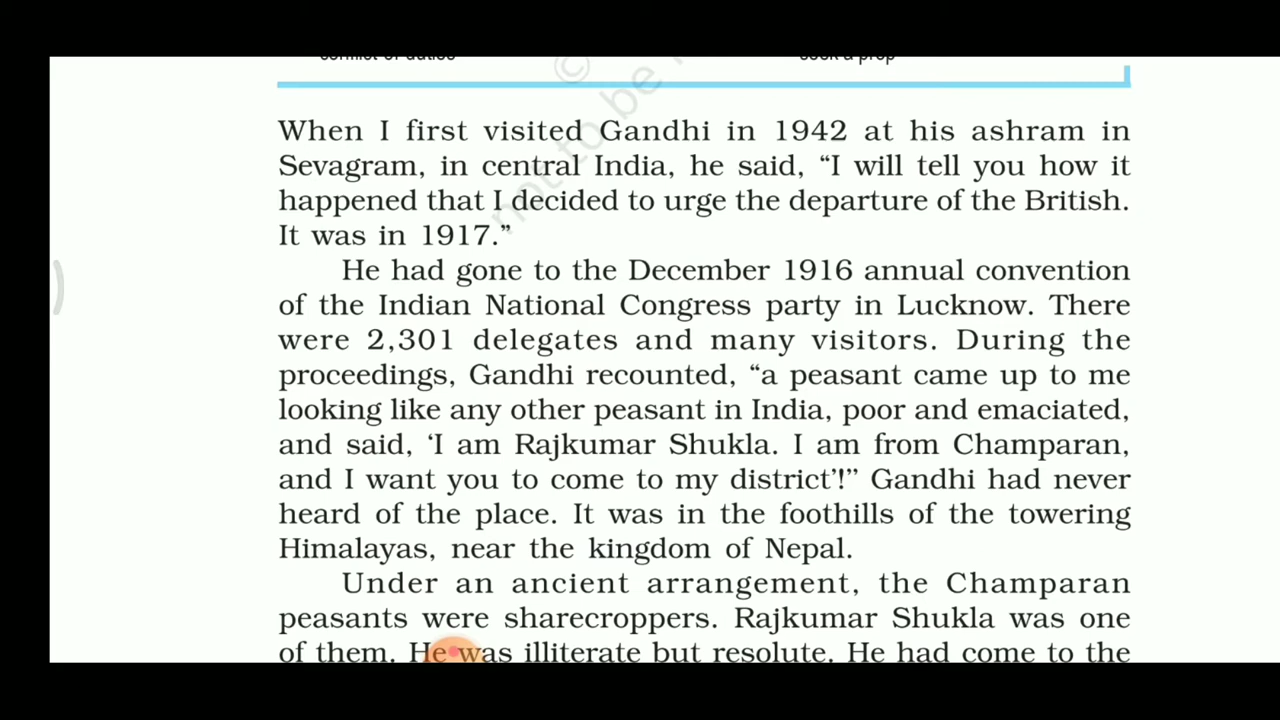 When I first visited Gandhi in 1942 at his ashram in
Sevagram, in central India, he said, “I will tell you how it
happened that I decided to urge the departure of the British.
It was in 1917.”
He had gone to the December 1916 annual convention
of the Indian National Congress party in Lucknow. There
were 2,301 delegates and many visitors. During the
proceedings, Gandhi recounted, “a peasant came up to me
looking like any other peasant in India, poor and emaciated,
and said, ‘I am Rajkumar Shukla. I am from Champaran,
and I want you to come to my district’!” Gandhi had never
heard of the place. It was in the foothills of the towering
Himalayas, near the kingdom of Nepal.
Under an ancient arrangement, the Champaran
peasants were sharecroppers. Rajkumar Shukla was one
of them. He was illiterate but resolute. He had come to the
© not to be